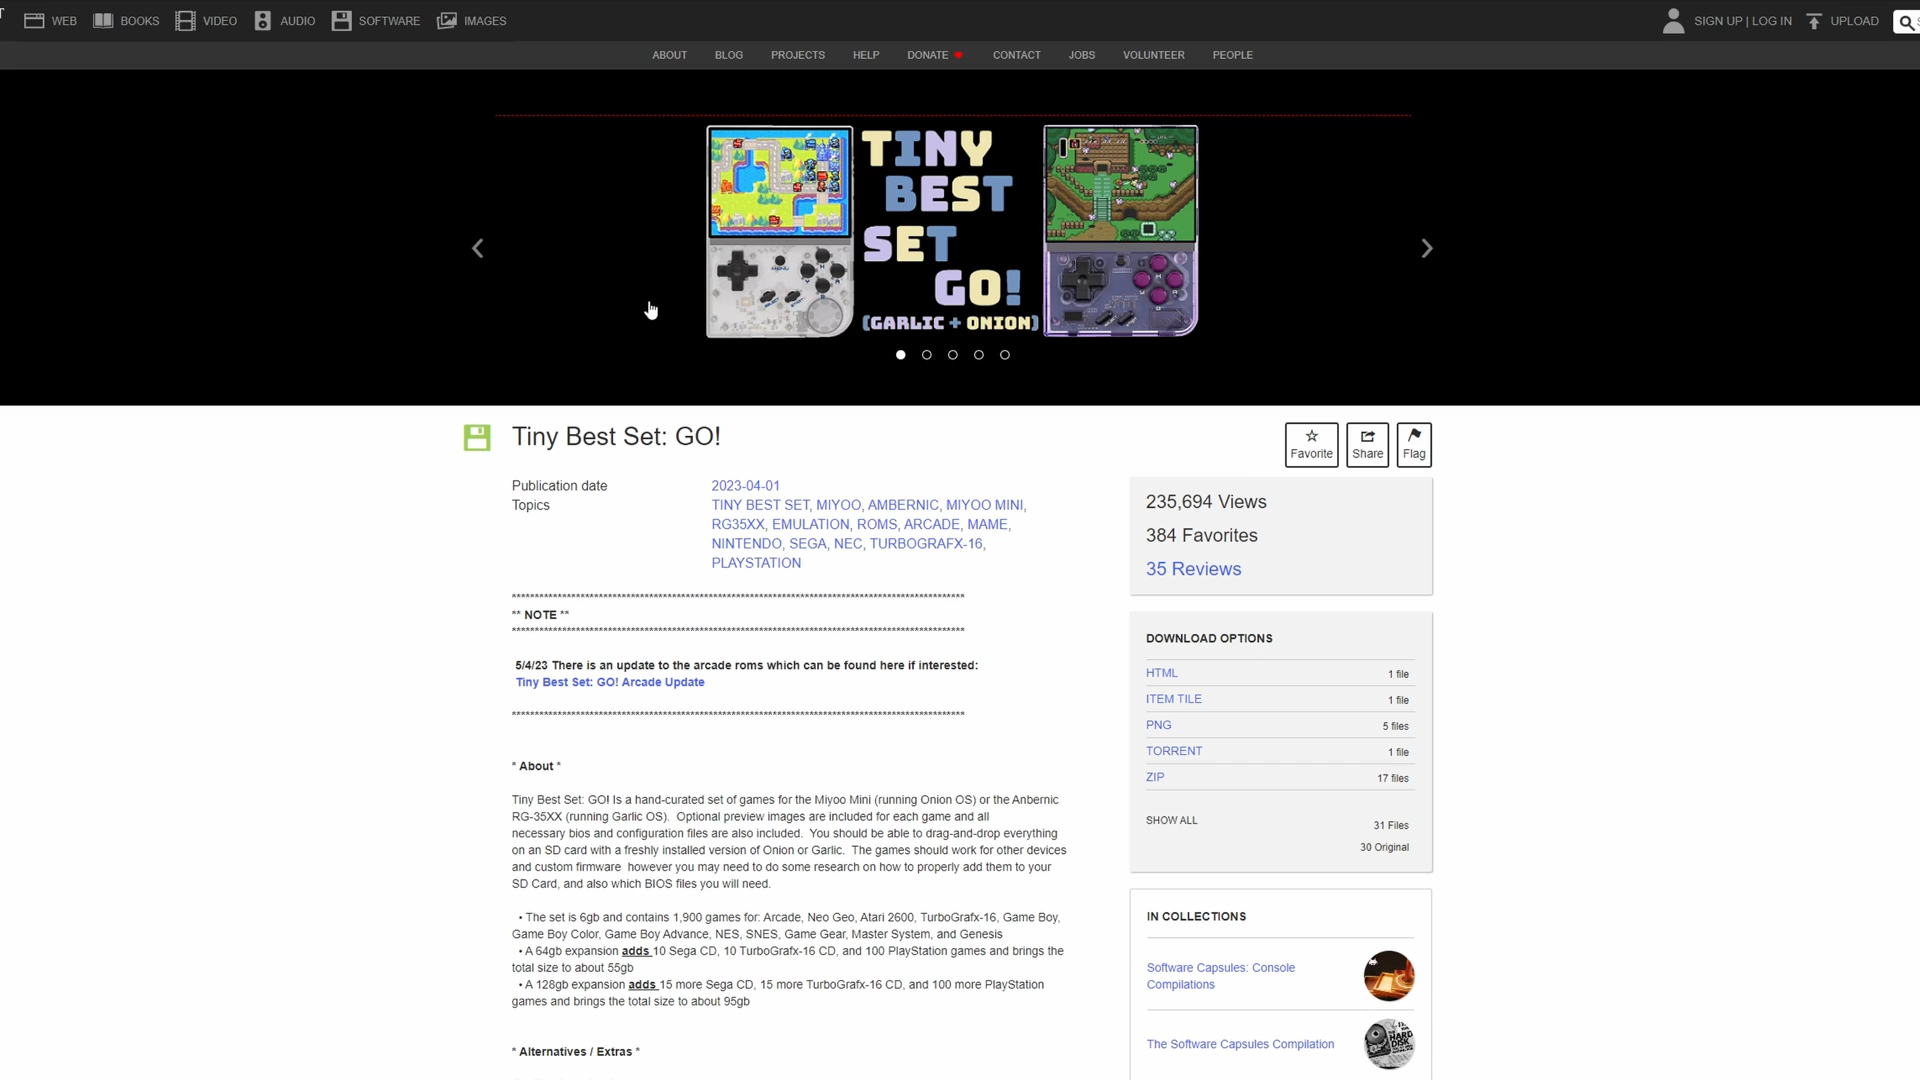 WEB BOOKS VIDEO AUDIO SOFTWARE IMAGES SIGN UP | LOG IN UPLOAD
ABOUT BLOG PROJECTS HELP DONATE CONTACT JOBS VOLUNTEER PEOPLE
TINY
BEST
SET
GO!
(GARLIC + ONION)
Tiny Best Set: GO!
Favorite Share Flag
Publication date 2023-04-01
Topics TINY BEST SET, MIYOO, AMBERNIC, MIYOO MINI,
RG35XX, EMULATION, ROMS, ARCADE, MAME,
NINTENDO, SEGA, NEC, TURBOGRAFX-16,
PLAYSTATION
235,694 Views
384 Favorites
35 Reviews
** NOTE **
5/4/23 There is an update to the arcade roms which can be found here if interested:
Tiny Best Set: GO! Arcade Update
* About *
Tiny Best Set: GO! Is a hand-curated set of games for the Miyoo Mini (running Onion OS) or the Anbernic
RG-35XX (running Garlic OS). Optional preview images are included for each game and all
necessary bios and configuration files are also included. You should be able to drag-and-drop everything
on an SD card with a freshly installed version of Onion or Garlic. The games should work for other devices
and custom firmware however you may need to do some research on how to properly add them to your
SD Card, and also which BIOS files you will need.
• The set is 6gb and contains 1,900 games for: Arcade, Neo Geo, Atari 2600, TurboGrafx-16, Game Boy,
Game Boy Color, Game Boy Advance, NES, SNES, Game Gear, Master System, and Genesis
• A 64gb expansion adds 10 Sega CD, 10 TurboGrafx-16 CD, and 100 PlayStation games and brings the
total size to about 55gb
• A 128gb expansion adds 15 more Sega CD, 15 more TurboGrafx-16 CD, and 100 more PlayStation
games and brings the total size to about 95gb
* Alternatives / Extras *
DOWNLOAD OPTIONS
HTML 1 file
ITEM TILE 1 file
PNG 5 files
TORRENT 1 file
ZIP 17 files
SHOW ALL 31 Files
30 Original
IN COLLECTIONS
Software Capsules: Console
Compilations
The Software Capsules Compilation